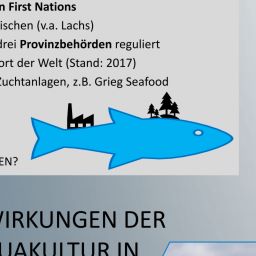 n First Nations
ischen (v.a. Lachs)
drei Provinzbehörden reguliert
ort der Welt (Stand: 2017)
Zuchtanlagen, z.B. Grieg Seafood
EN?
WIRKUNGEN DER
UAKULTUR IN